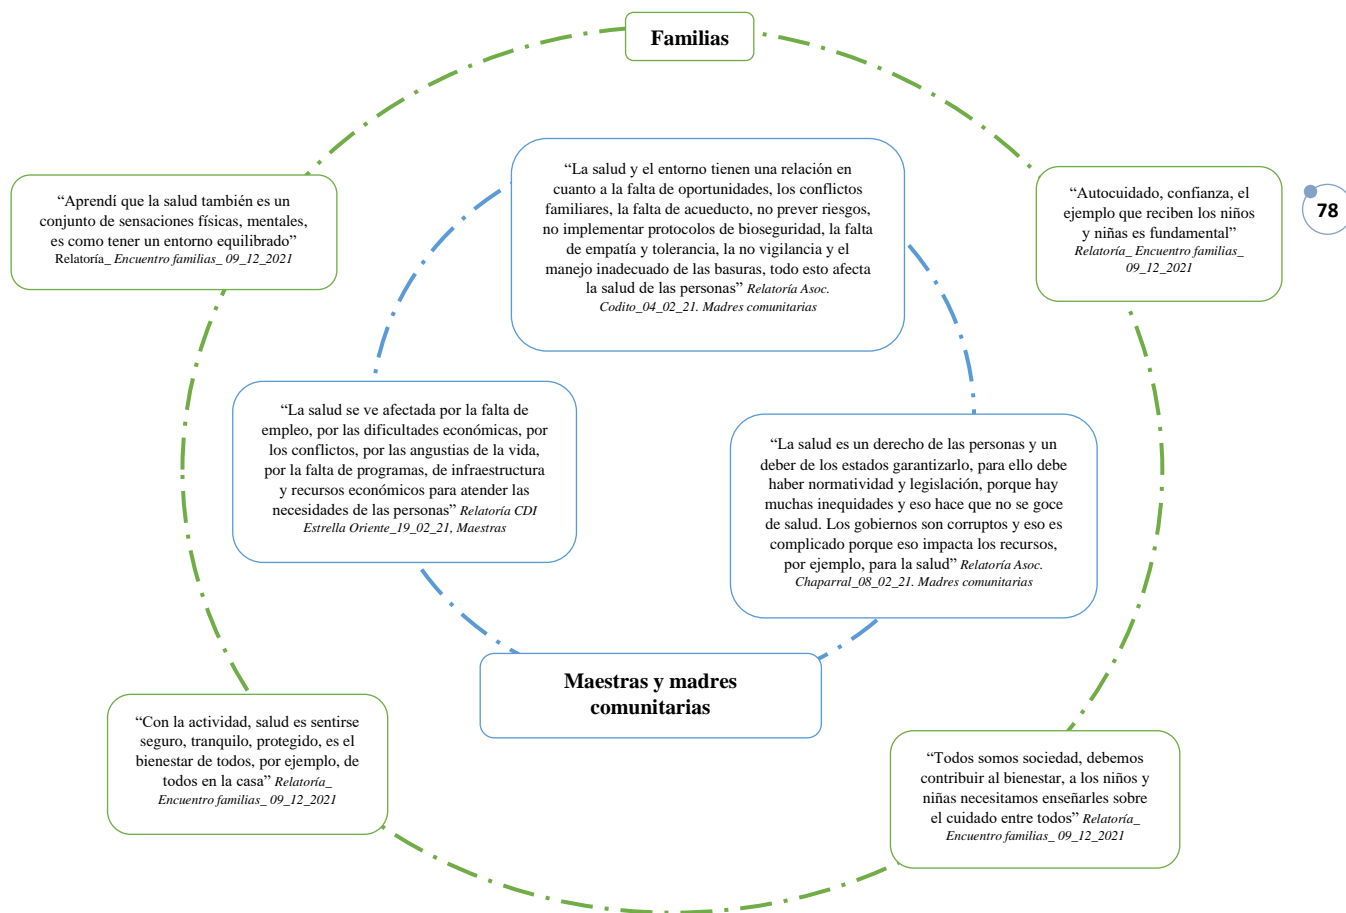 Familias
“La salud y el entorno tienen una relación en
cuanto a la falta de oportunidades, los conflictos
familiares, la falta de acueducto, no prever riesgos,
no implementar protocolos de bioseguridad, la falta
de empatía y tolerancia, la no vigilancia y el
manejo inadecuado de las basuras, todo esto afecta
la salud de las personas” Relatoría Asoc.
Codito_04_02_21. Madres comunitarias
“Aprendí que la salud también es un
conjunto de sensaciones físicas, mentales,
es como tener un entorno equilibrado”
Relatoría_ Encuentro familias_ 09_12_2021
“Autocuidado, confianza, el
ejemplo que reciben los niños
y niñas es fundamental”
Relatoría_ Encuentro familias_
09_12_2021
78
“La salud se ve afectada por la falta de
empleo, por las dificultades económicas, por
los conflictos, por las angustias de la vida,
por la falta de programas, de infraestructura
y recursos económicos para atender las
necesidades de las personas” Relatoría CDI
Estrella Oriente_19_02_21, Maestras
“La salud es un derecho de las personas y un
deber de los estados garantizarlo, para ello debe
haber normatividad y legislación, porque hay
muchas inequidades y eso hace que no se goce
de salud. Los gobiernos son corruptos y eso es
complicado porque eso impacta los recursos,
por ejemplo, para la salud” Relatoría Asoc.
Chaparral_08_02_21. Madres comunitarias
Maestras y madres
comunitarias
“Con la actividad, salud es sentirse
seguro, tranquilo, protegido, es el
bienestar de todos, por ejemplo, de
todos en la casa” Relatoría_
Encuentro familias_ 09_12_2021
“Todos somos sociedad, debemos
contribuir al bienestar, a los niños y
niñas necesitamos enseñarles sobre
el cuidado entre todos” Relatoría_
Encuentro familias_ 09_12_2021